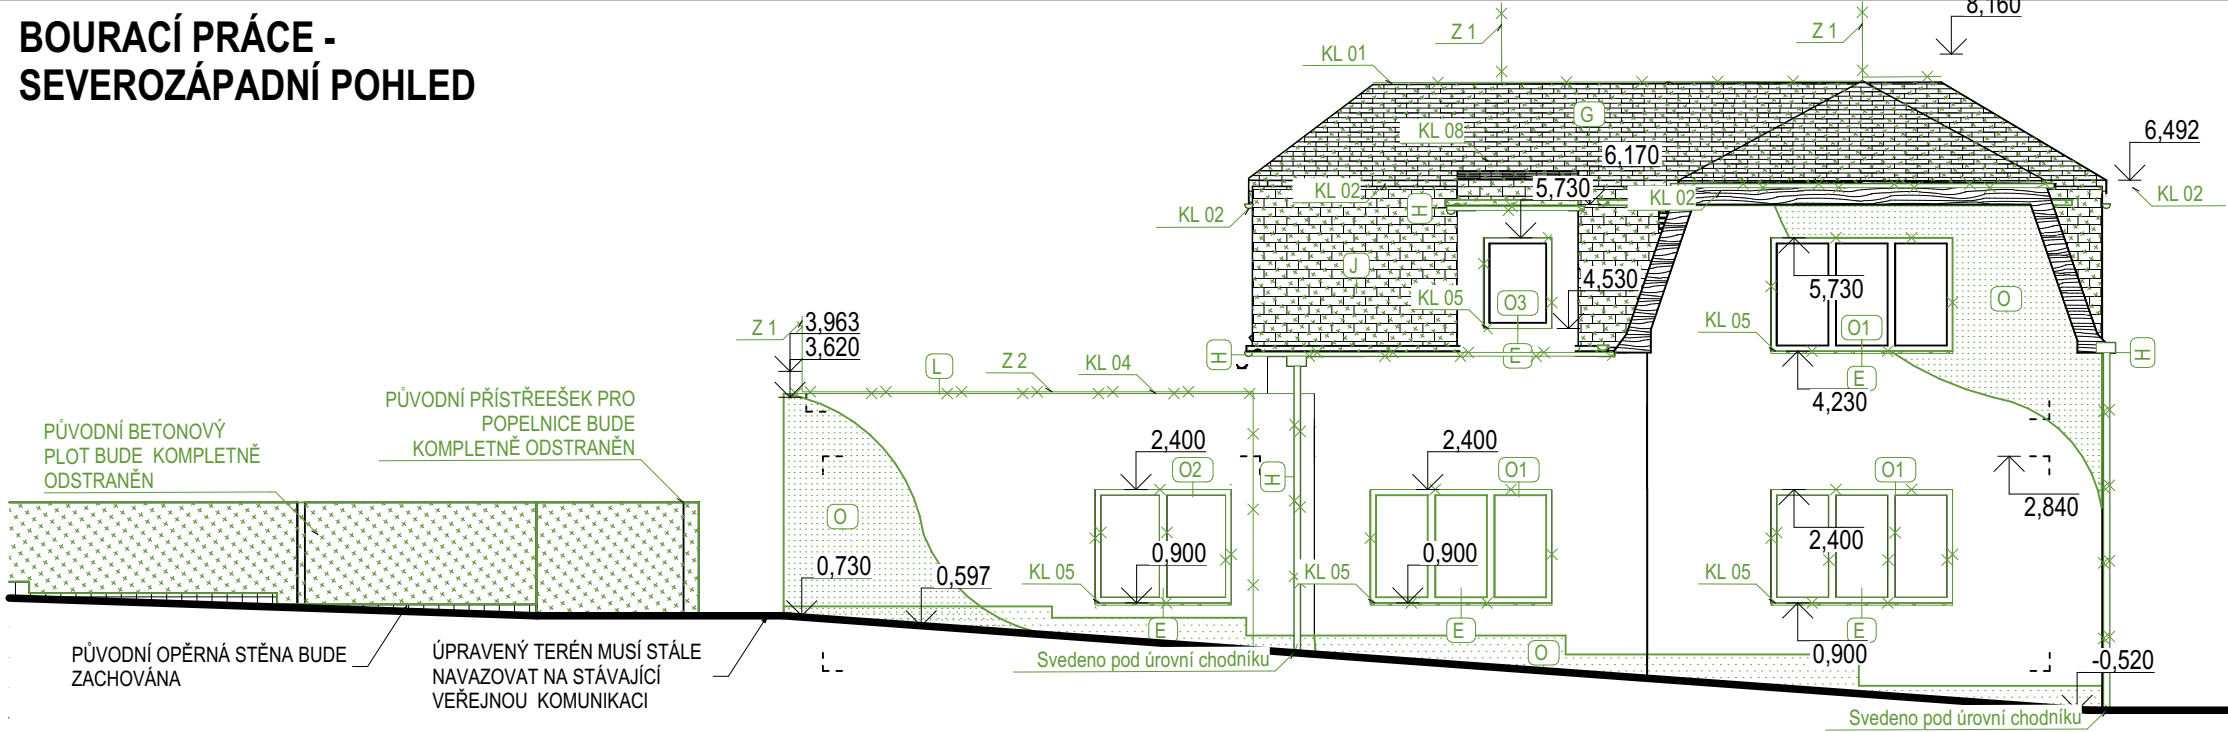 BOURACÍ PRÁCE -
SEVEROZÁPADNÍ POHLED
8,160
Z 1
Z 1
KL 01
G
KL 08
6,492
6,170
KL 02
5,730
KL 02
KL 02
KL 02
H
J
4,530
KL 05
O3
5,730
O
O1
KL 05
E
H
H
E
4,230
Z 1
3,963
3,620
L
Z 2
KL 04
PŮVODNÍ PŘÍSTŘEEŠEK PRO
POPELNICE BUDE
KOMPLETNĚ ODSTRANĚN
PŮVODNÍ BETONOVÝ
PLOT BUDE KOMPLETNĚ
ODSTRANĚN
2,400
O2
H
2,400
O1
O1
2,840
O
2,400
0,730
0,597
0,900
KL 05
0,900
KL 05
KL 05
E
E
E
O
0,900
-0,520
PŮVODNÍ OPĚRNÁ STĚNA BUDE
ZACHOVÁNA
ÚPRAVENÝ TERÉN MUSÍ STÁLE
NAVAZOVAT NA STÁVAJÍCÍ
VEŘEJNOU KOMUNIKACI
Svedeno pod úrovní chodníku
Svedeno pod úrovní chodníku